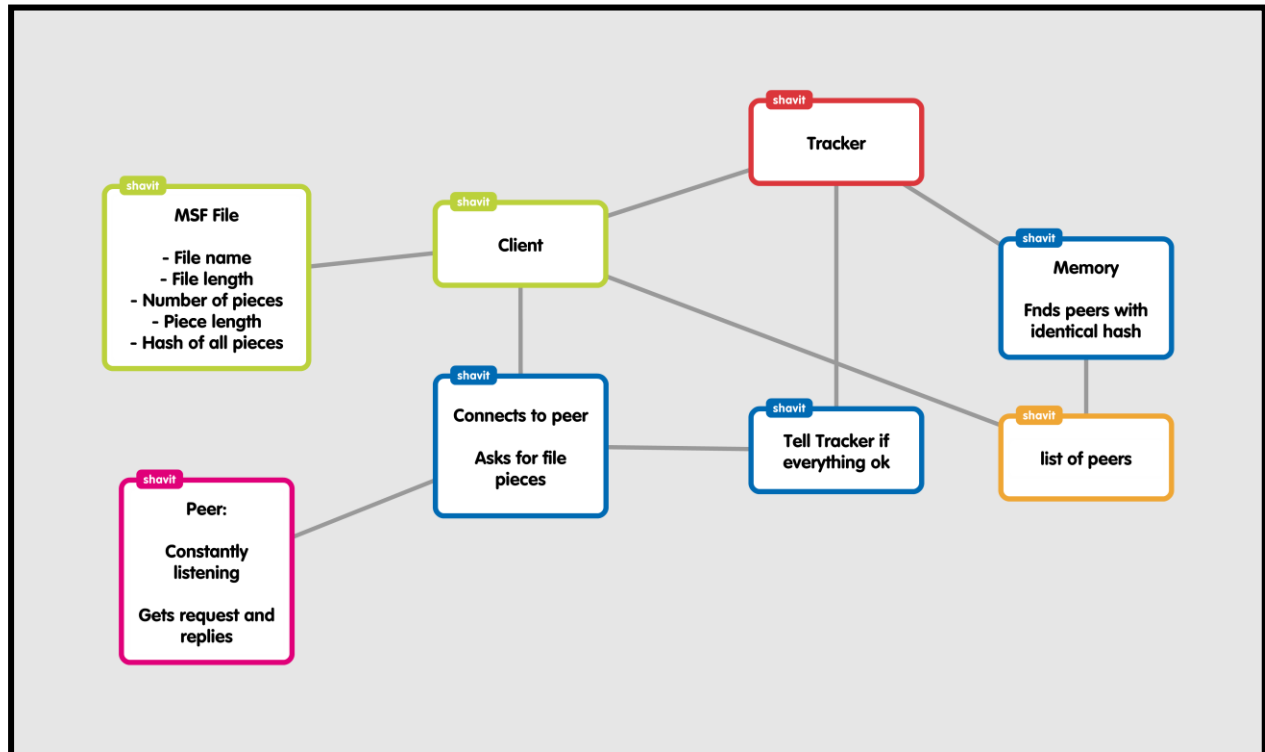 shavit
Tracker
shavit
MSF File
- File name
- File length
- Number of pieces
- Piece length
- Hash of all pieces
shavit
Client
shavit
Memory
Fnds peers with
identical hash
shavit
Connects to peer
Asks for file
pieces
shavit
Tell Tracker if
everything ok
shavit
list of peers
shavit
Peer:
Constantly
listening
Gets request and
replies